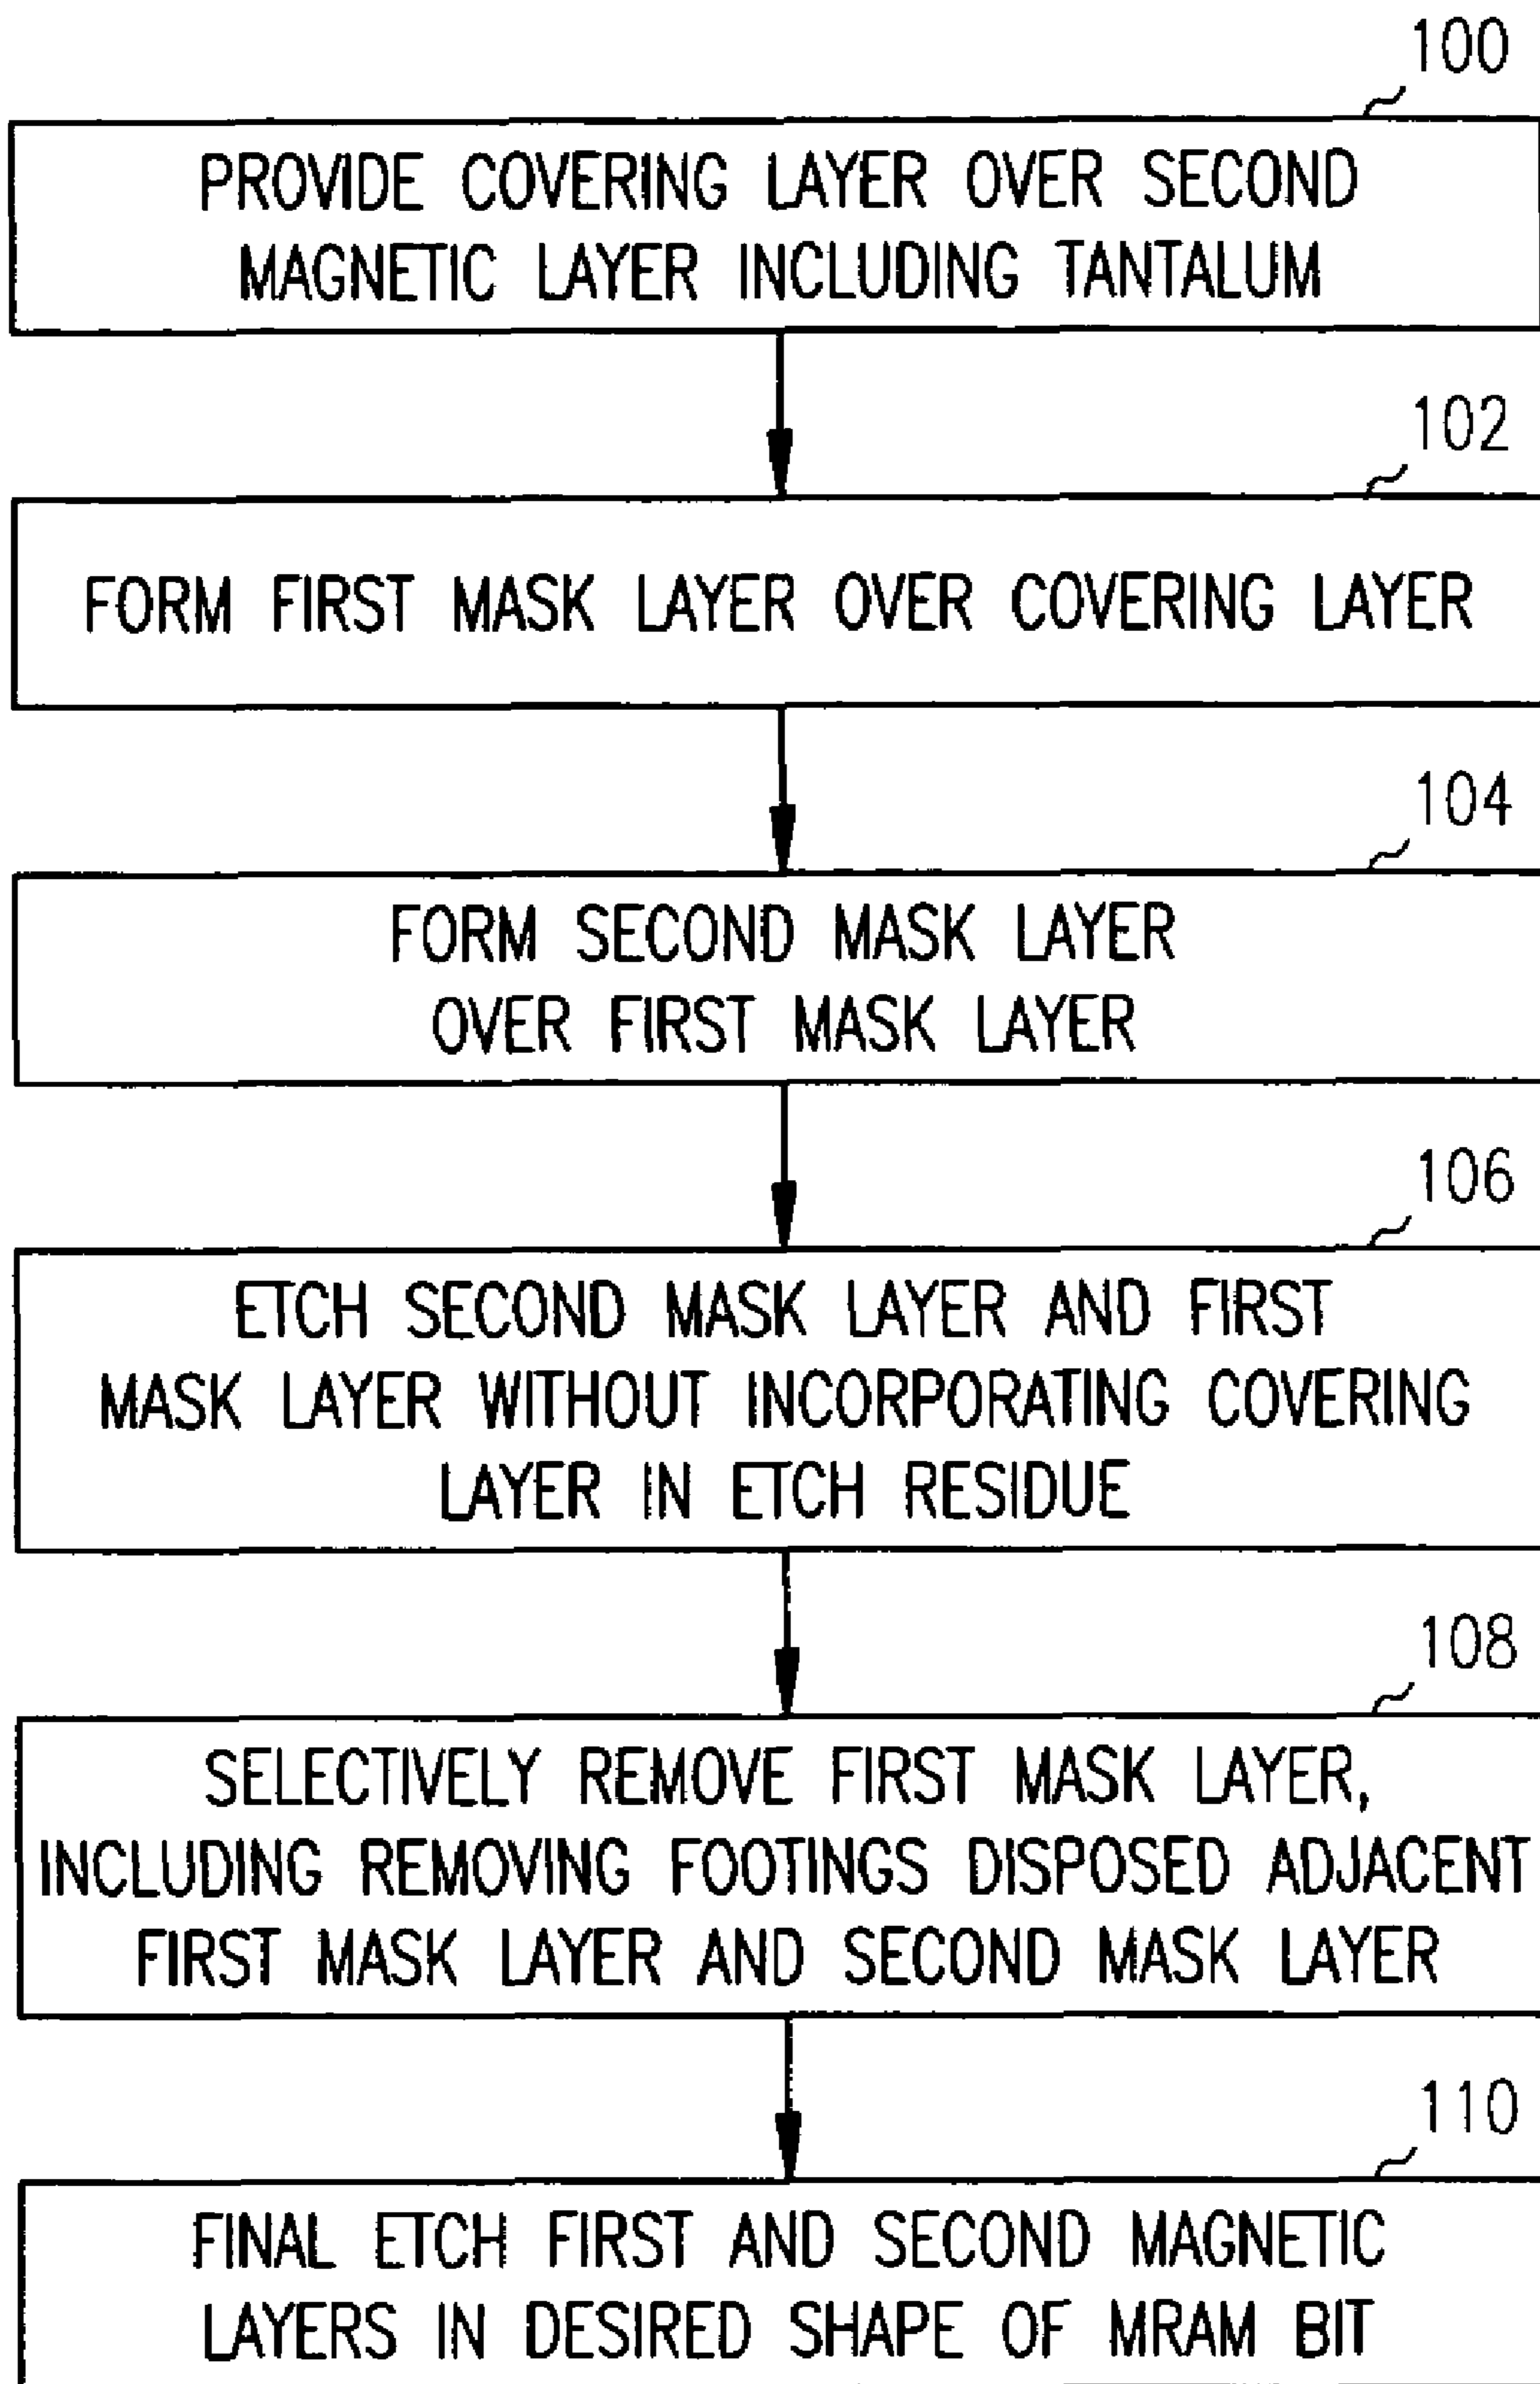 100
PROVIDE COVERING LAYER OVER SECOND
MAGNETIC LAYER INCLUDING TANTALUM
102
FORM FIRST MASK LAYER OVER COVERING LAYER
104
FORM SECOND MASK LAYER
OVER FIRST MASK LAYER
106
ETCH SECOND MASK LAYER AND FIRST
MASK LAYER WITHOUT INCORPORATING COVERING
LAYER IN ETCH RESIDUE
108
SELECTIVELY REMOVE FIRST MASK LAYER,
INCLUDING REMOVING FOOTINGS DISPOSED ADJACENT
FIRST MASK LAYER AND SECOND MASK LAYER
110
FINAL ETCH FIRST AND SECOND MAGNETIC
LAYERS IN DESIRED SHAPE OF MRAM BIT